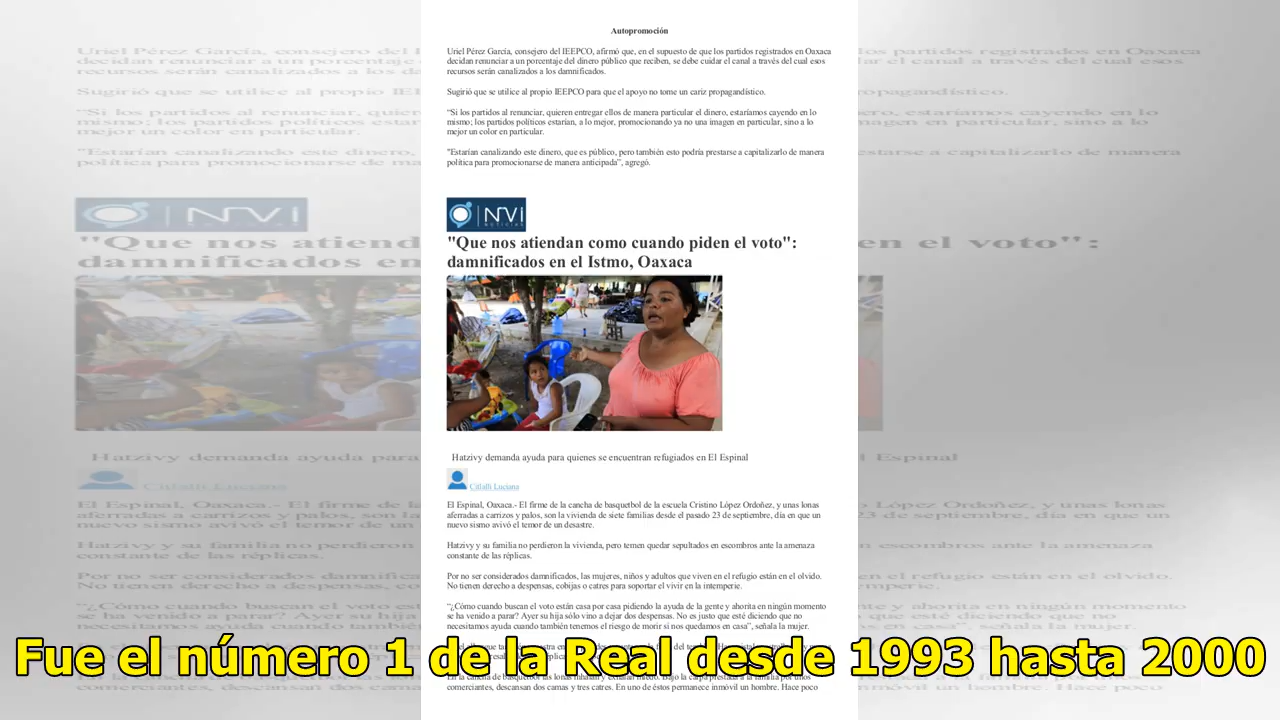 Autopromoción
Uriel Pérez García, consejero del IEEPCO, afirmó que, en el supuesto de que los partidos registrados en Oaxaca
decidan renunciar a un porcentaje del dinero público que reciben, se debe cuidar el canal a través del cual esos
recursos serán canalizados a los damnificados.
Sugirió que se utilice al propio IEEPCO para que el apoyo no tome un cariz propagandístico.
"Si los partidos al renunciar, quieren entregar ellos de manera particular el dinero, estaríamos cayendo en lo
mismo; los partidos políticos estarían, a lo mejor, promocionando ya no una imagen en particular, sino a lo
mejor un color en particular.
"Estarían canalizando este dinero, que es público, pero también esto podría prestarse a capitalizarlo de manera
política para promocionarse de manera anticipada", agregó.
NVI
NOTICIAS
"Que nos atiendan como cuando piden el voto":
damnificados en el Istmo, Oaxaca
Hatzivy demanda ayuda para quienes se encuentran refugiados en El Espinal
Citlalli Luciana
El Espinal, Oaxaca.- El firme de la cancha de basquetbol de la escuela Cristino López Ordoñez, y unas lonas
aferradas a carrizos y palos, son la vivienda de siete familias desde el pasado 23 de septiembre, día en que un
nuevo sismo avivó el temor de un desastre.
Hatzivy y su familia no perdieron la vivienda, pero temen quedar sepultados en escombros ante la amenaza
constante de las réplicas.
Por no ser considerados damnificados, las mujeres, niños y adultos que viven en el refugio están en el olvido.
No tienen derecho a despensas, cobijas o catres para soportar el vivir en la intemperie.
"¿Cómo cuando buscan el voto están casa por casa pidiendo la ayuda de la gente y ahorita en ningún momento
se ha venido a parar? Ayer su hija sólo vino a dejar dos despensas. No es justo que esté diciendo que no
necesitamos ayuda cuando también tenemos el riesgo de morir si nos quedamos en casa", señala la mujer.
Fue el número 1 de la Real desde 1993 hasta 2000
comerciantes, descansan dos camas y tres catres. En uno de éstos permanece inmóvil un hombre. Hace poco